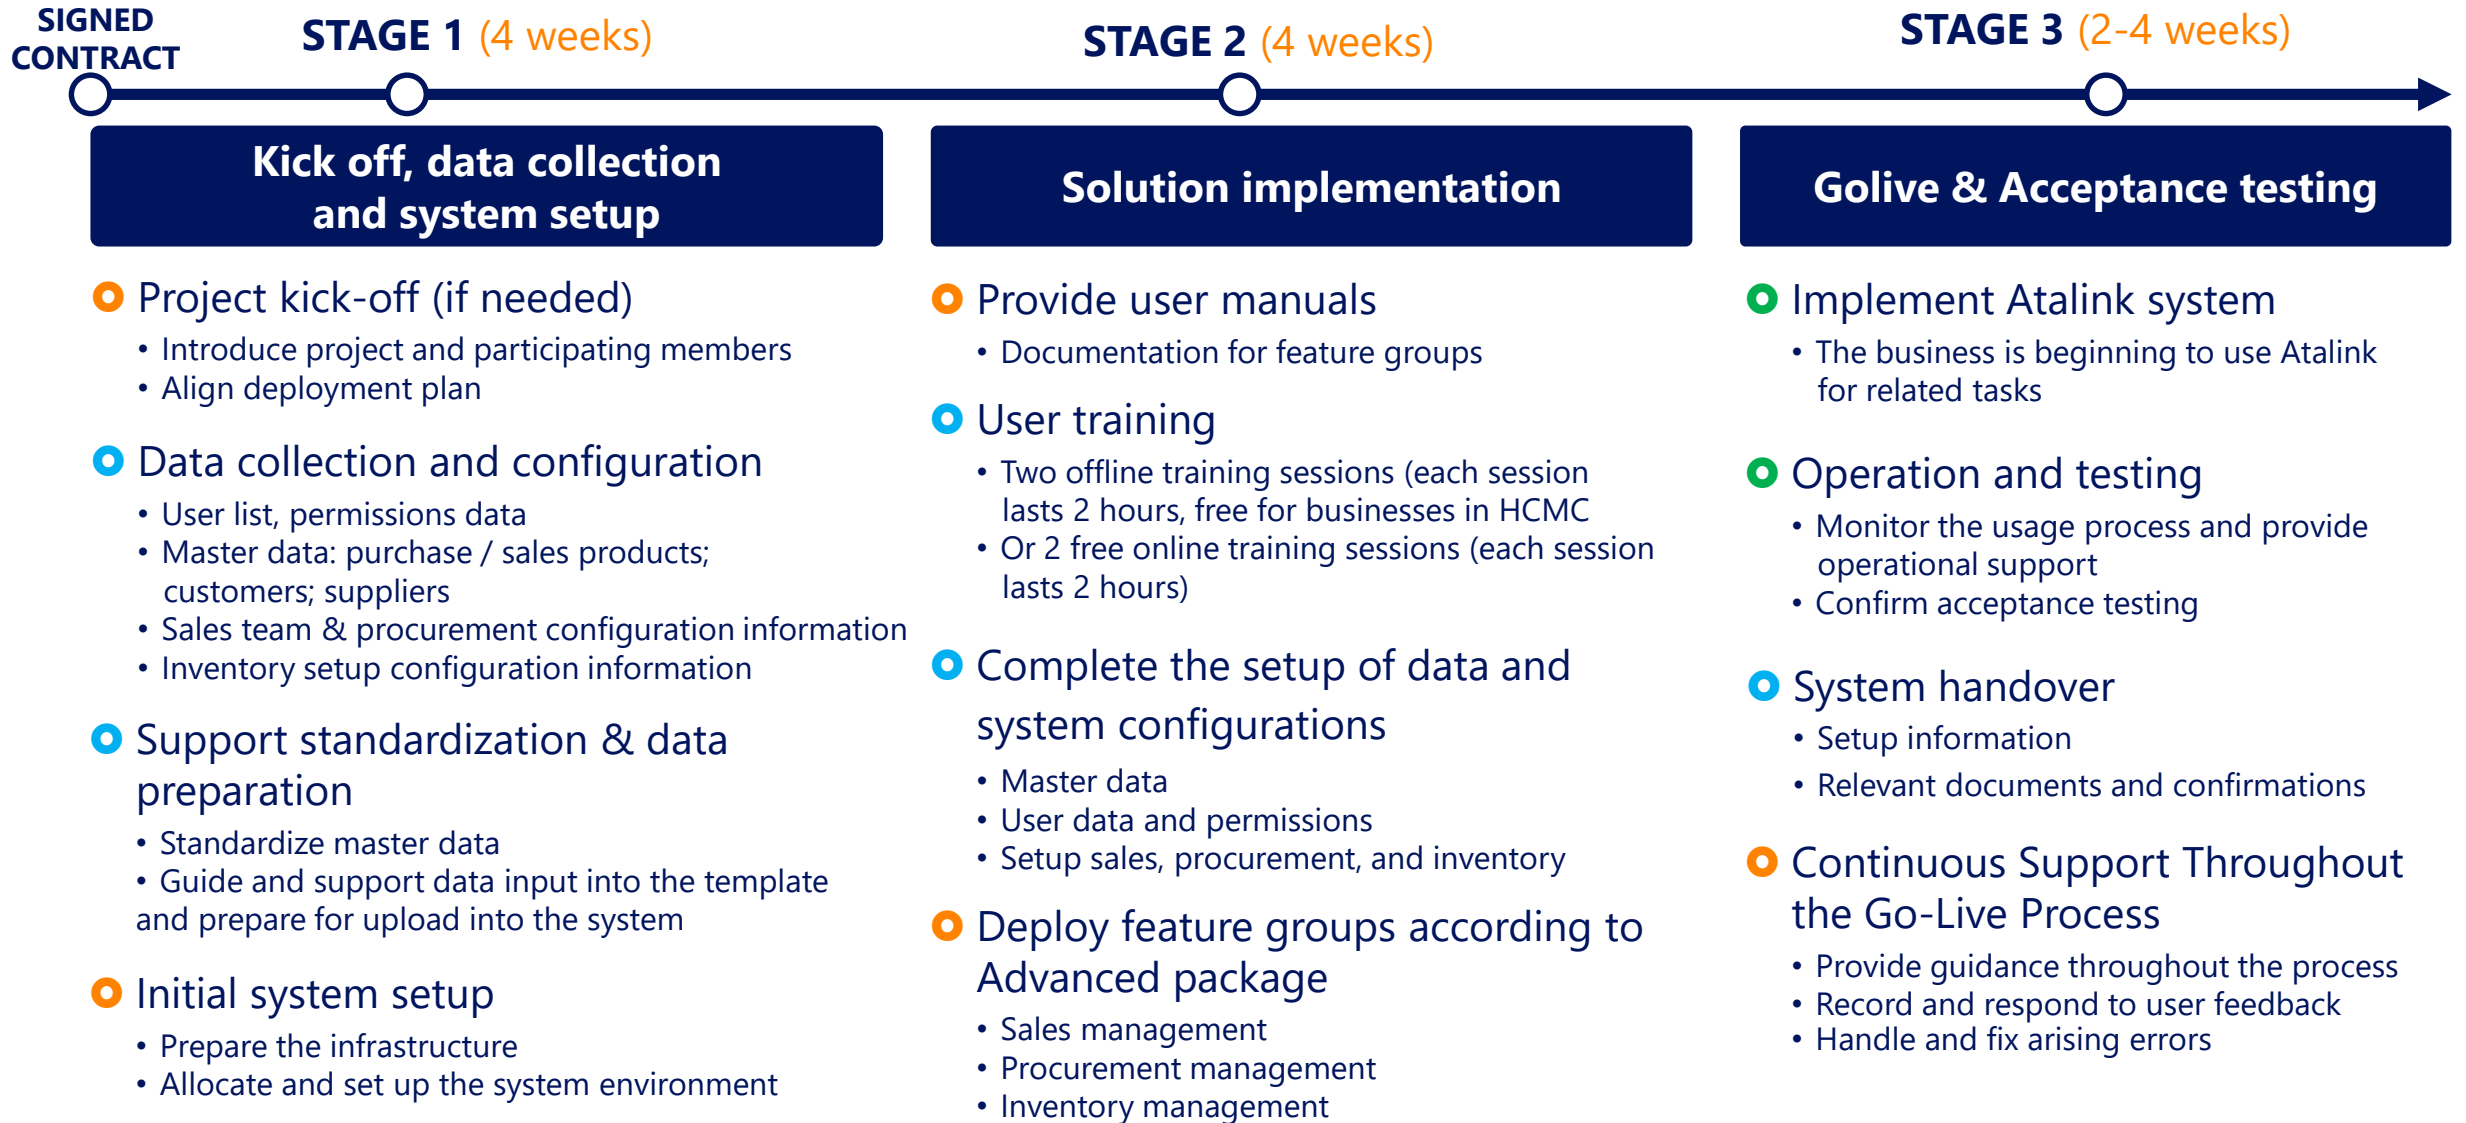 SIGNED
CONTRACT
STAGE 1 (4 weeks)
STAGE 2 (4 weeks)
STAGE 3 (2-4 weeks)
Kick off, data collection
and system setup
Project kick-off (if needed)
• Introduce project and participating members
• Align deployment plan
Data collection and configuration
• User list, permissions data
• Master data: purchase / sales products;
customers; suppliers
• Sales team & procurement configuration information
• Inventory setup configuration information
Support standardization & data
preparation
• Standardize master data
• Guide and support data input into the template
and prepare for upload into the system
Initial system setup
• Prepare the infrastructure
• Allocate and set up the system environment
Solution implementation
Provide user manuals
• Documentation for feature groups
User training
• Two offline training sessions (each session
lasts 2 hours, free for businesses in HCMC
• Or 2 free online training sessions (each session
lasts 2 hours)
Complete the setup of data and
system configurations
• Master data
• User data and permissions
• Setup sales, procurement, and inventory
Deploy feature groups according to
Advanced package
• Sales management
• Procurement management
• Inventory management
Golive & Acceptance testing
Implement Atalink system
• The business is beginning to use Atalink
for related tasks
Operation and testing
• Monitor the usage process and provide
operational support
• Confirm acceptance testing
System handover
• Setup information
• Relevant documents and confirmations
Continuous Support Throughout
the Go-Live Process
• Provide guidance throughout the process
• Record and respond to user feedback
• Handle and fix arising errors